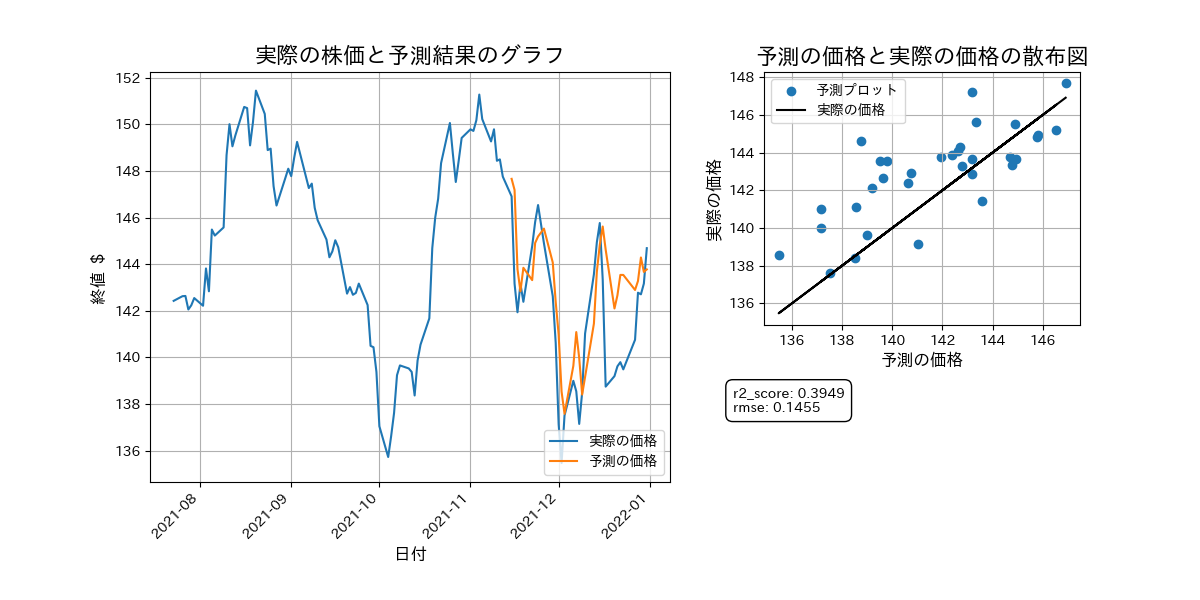 実際の株価と予測結果のグラフ
152
150
148
146
144
142
140
138
136
終値 $
2021-08
2021-09
2021-10
2021-11
2021-12
2022-01
日付
実際の価格
予測の価格
予測の価格と実際の価格の散布図
148
146
144
142
140
138
136
実際の価格
予測プロット
実際の価格
136
138
140
142
144
146
予測の価格
r2_score: 0.3949
rmse: 0.1455